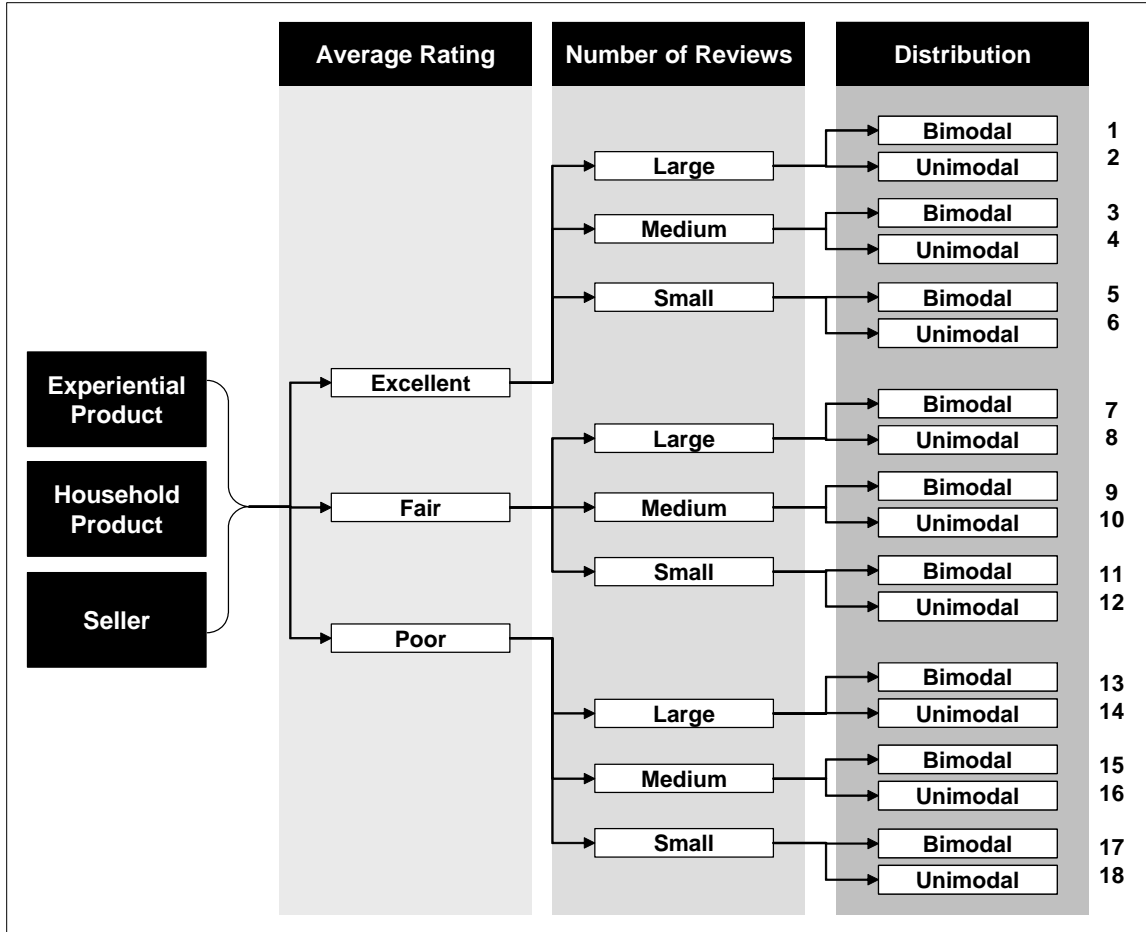 Average Rating
Number of Reviews
Distribution
Bimodal 1
Large
Unimodal 2
Bimodal 3
Medium
Unimodal 4
Bimodal 5
Small
Unimodal 6
Experiential
Product
Excellent
Bimodal 7
Large
Unimodal 8
Household
Product
Fair
Bimodal 9
Medium
Unimodal 10
Bimodal 11
Small
Unimodal 12
Seller
Poor
Bimodal 13
Large
Unimodal 14
Bimodal 15
Medium
Unimodal 16
Bimodal 17
Small
Unimodal 18